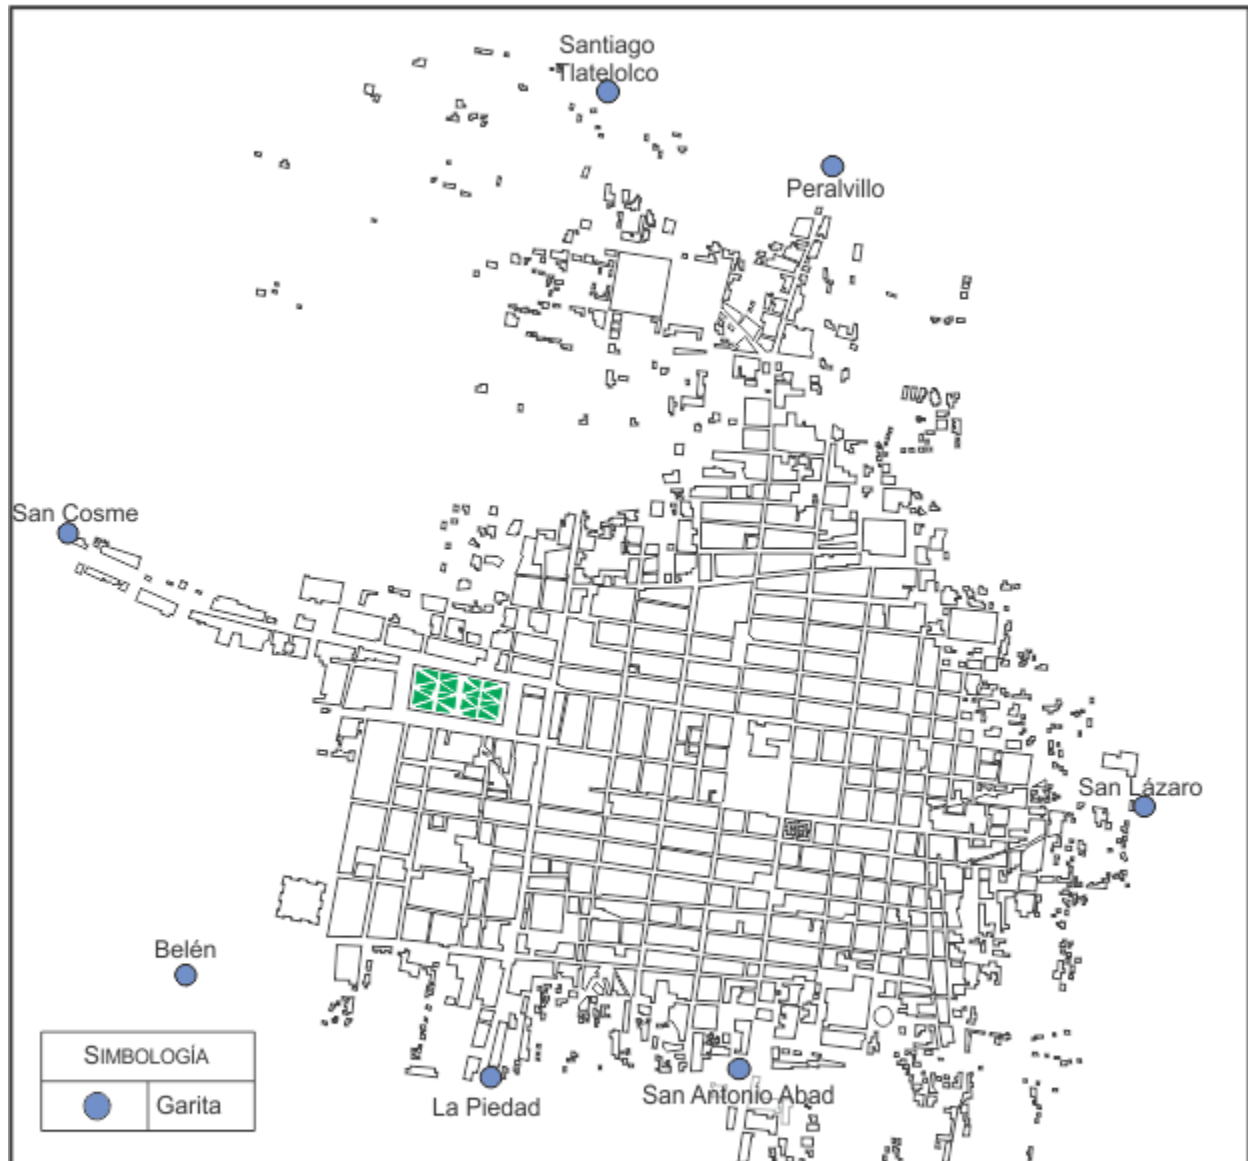 Santiago
Tlatelolco
Peralvillo
San Cosme
San Lázaro
Belén
La Piedad
San Antonio Abad
SIMBOLOGÍA
Garita